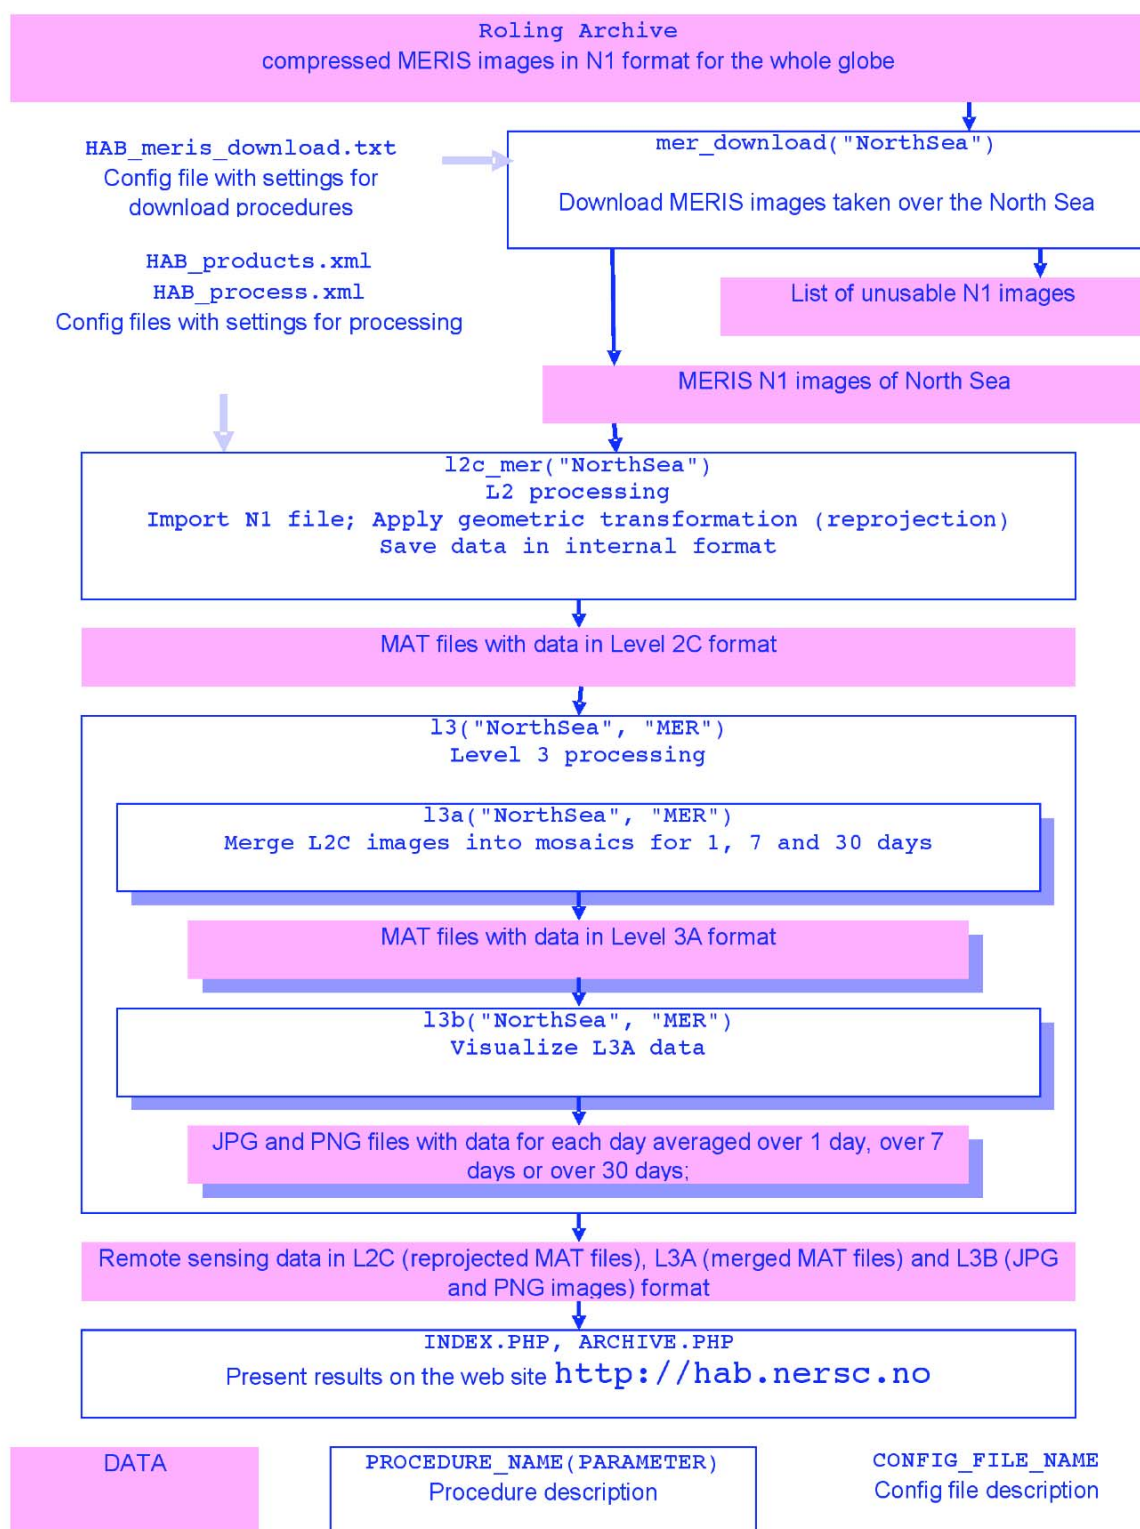 Roling Archive
compressed MERIS images in N1 format for the whole globe
HAB_meris_download.txt
Config file with settings for
download procedures
mer_download("NorthSea")
Download MERIS images taken over the North Sea
HAB_products.xml
HAB_process.xml
Config files with settings for processing
List of unusable N1 images
MERIS N1 images of North Sea
l2c_mer("NorthSea")
L2 processing
Import N1 file; Apply geometric transformation (reprojection)
Save data in internal format
MAT files with data in Level 2C format
l3("NorthSea", "MER")
Level 3 processing
l3a("NorthSea", "MER")
Merge L2C images into mosaics for 1, 7 and 30 days
MAT files with data in Level 3A format
l3b("NorthSea", "MER")
Visualize L3A data
JPG and PNG files with data for each day averaged over 1 day, over 7
days or over 30 days;
Remote sensing data in L2C (reprojected MAT files), L3A (merged MAT files) and L3B (JPG
and PNG images) format
INDEX.PHP, ARCHIVE.PHP
Present results on the web site http://hab.nersc.no
DATA
PROCEDURE_NAME(PARAMETER)
Procedure description
CONFIG_FILE_NAME
Config file description